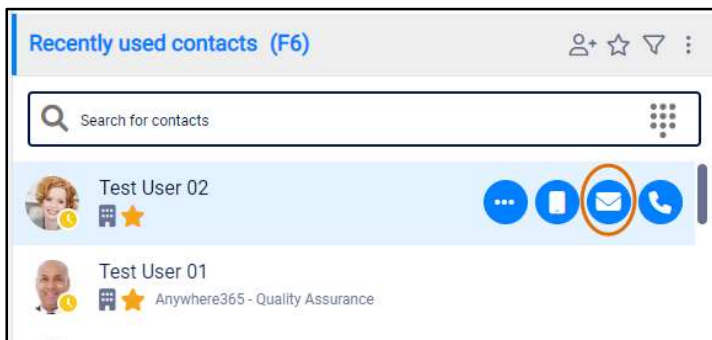 Recently used contacts (F6)
Search for contacts
Test User 02
Test User 01
Anywhere365 - Quality Assurance